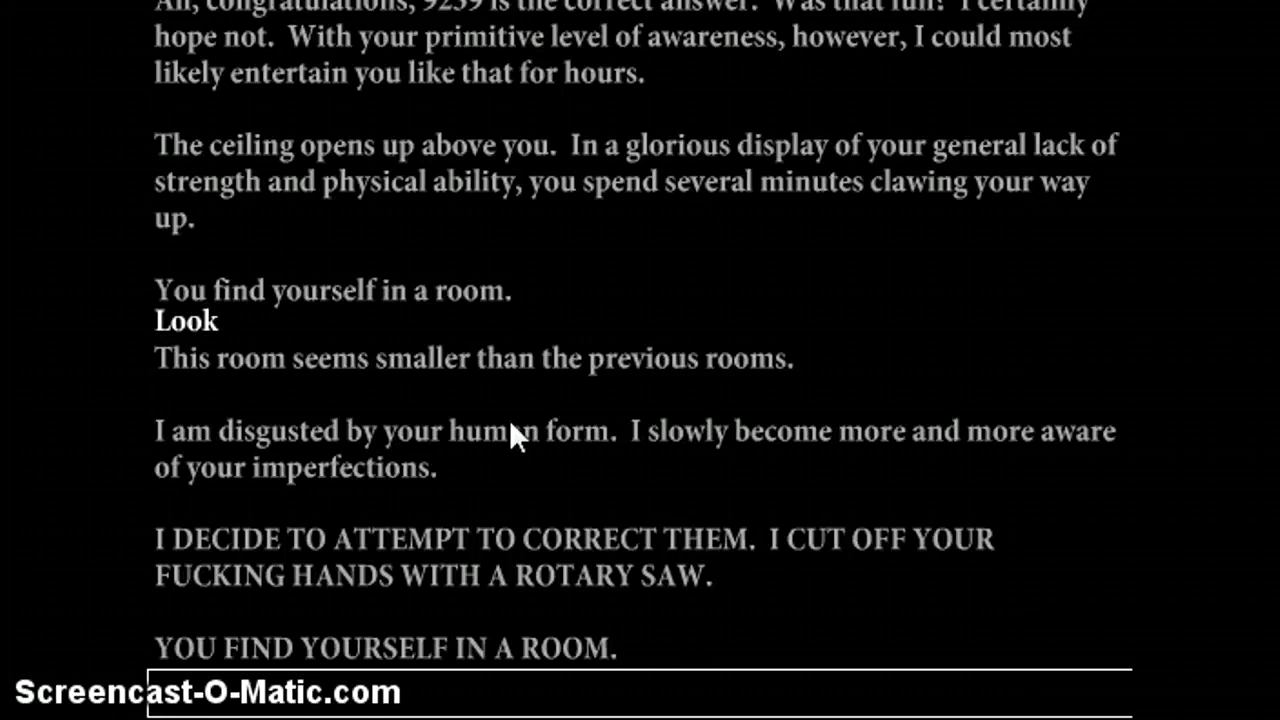 Ah, congratulations, 9239 is the correct answer.  Was that fun?  I certainly
hope not.  With your primitive level of awareness, however, I could most
likely entertain you like that for hours.
The ceiling opens up above you.  In a glorious display of your general lack of
strength and physical ability, you spend several minutes clawing your way
up.
You find yourself in a room.
Look
This room seems smaller than the previous rooms.
I am disgusted by your human form.  I slowly become more and more aware
of your imperfections.
I DECIDE TO ATTEMPT TO CORRECT THEM.  I CUT OFF YOUR
FUCKING HANDS WITH A ROTARY SAW.
YOU FIND YOURSELF IN A ROOM.
Screencast-O-Matic.com